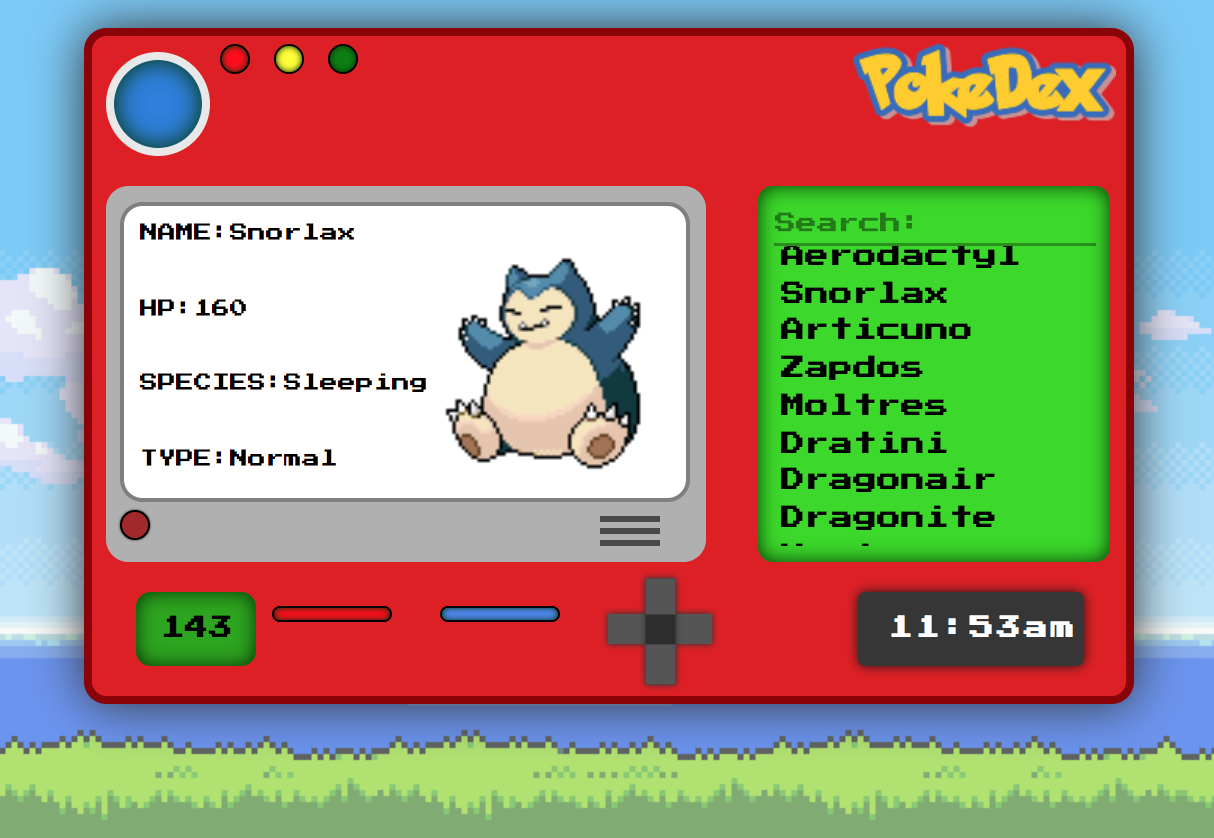 PokeDex
NAME:Snorlax
HP:160
SPECIES:Sleeping
TYPE:Normal
Search:
Aerodactyl
Snorlax
Articuno
Zapdos
Moltres
Dratini
Dragonair
Dragonite
143
11:53am